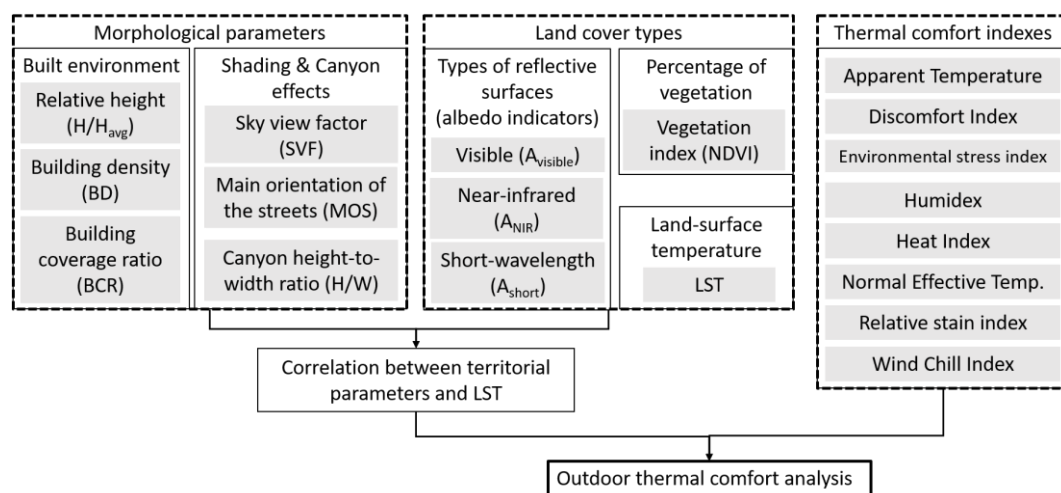 Morphological parameters
Built environment
Relative height
(H/Havg)
Building density
(BD)
Building
coverage ratio
(BCR)
Shading & Canyon
effects
Sky view factor
(SVF)
Main orientation of
the streets (MOS)
Canyon height-to-
width ratio (H/W)
Land cover types
Types of reflective
surfaces
(albedo indicators)
Visible (Avisible)
Near-infrared
(ANIR)
Short-wavelength
(Ashort)
Percentage of
vegetation
Vegetation
index (NDVI)
Land-surface
temperature
LST
Thermal comfort indexes
Apparent Temperature
Discomfort Index
Environmental stress index
Humidex
Heat Index
Normal Effective Temp.
Relative stain index
Wind Chill Index
Correlation between territorial
parameters and LST
Outdoor thermal comfort analysis